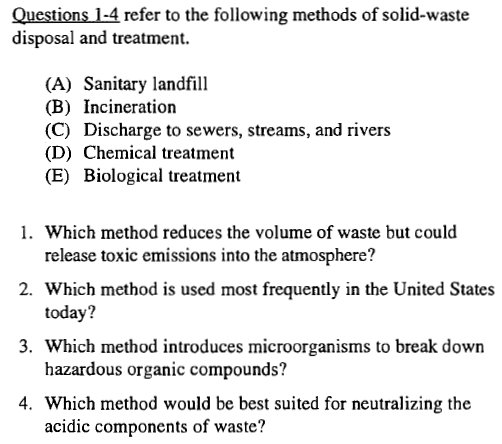 Questions 1-4 refer to the following methods of solid-waste
disposal and treatment.
(A) Sanitary landfill
(B) Incineration
(C) Discharge to sewers, streams, and rivers
(D) Chemical treatment
(E) Biological treatment
1. Which method reduces the volume of waste but could
release toxic emissions into the atmosphere?
2. Which method is used most frequently in the United States
today?
3. Which method introduces microorganisms to break down
hazardous organic compounds?
4. Which method would be best suited for neutralizing the
acidic components of waste?